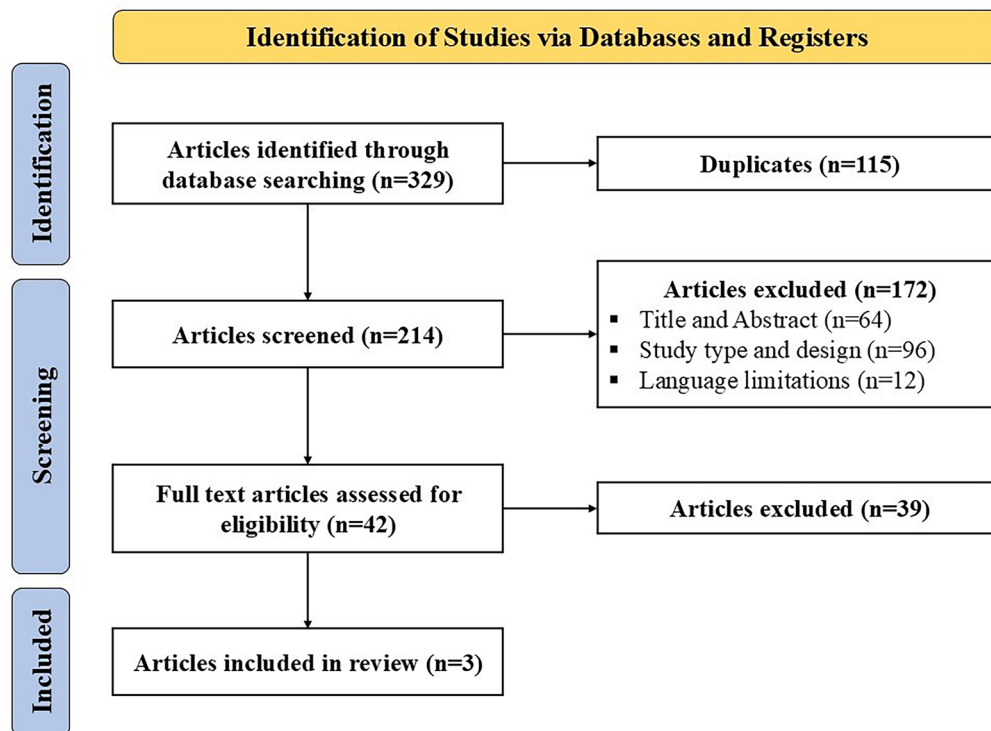 Identification of Studies via Databases and Registers
Identification
Articles identified through
database searching (n=329)
Duplicates (n=115)
Screening
Articles screened (n=214)
Articles excluded (n=172)
▪ Title and Abstract (n=64)
▪ Study type and design (n=96)
▪ Language limitations (n=12)
Full text articles assessed for
eligibility (n=42)
Articles excluded (n=39)
Included
Articles included in review (n=3)